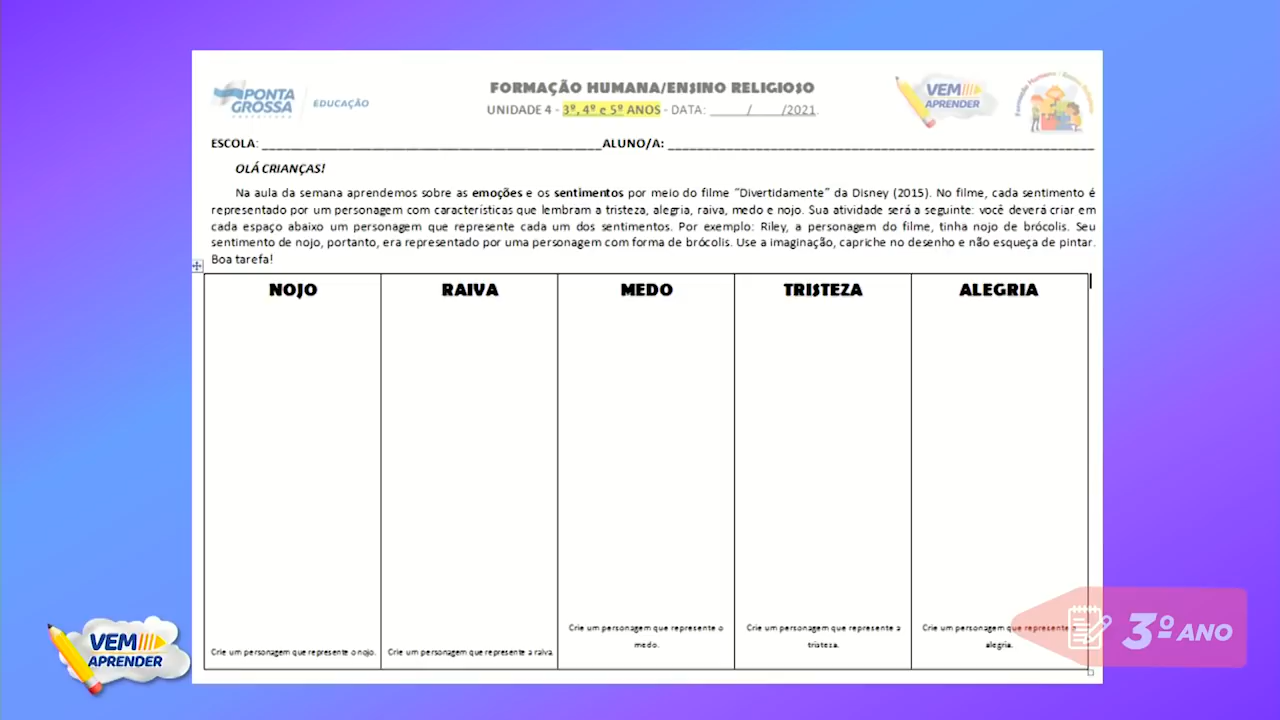 PONTA
GROSSA
PREFEITURA
EDUCAÇÃO
FORMAÇÃO HUMANA/ENSINO RELIGIOSO
UNIDADE 4 - 3º, 4º e 5º ANOS - DATA: ______/_____/2021.
VEM
APRENDER
ESCOLA: ________________________________________________ALUNO/A: ____________________________________________________________
OLÁ CRIANÇAS!
Na aula da semana aprendemos sobre as emoções e os sentimentos por meio do filme “Divertidamente” da Disney (2015). No filme, cada sentimento é
representado por um personagem com características que lembram a tristeza, alegria, raiva, medo e nojo. Sua atividade será a seguinte: você deverá criar em
cada espaço abaixo um personagem que represente cada um dos sentimentos. Por exemplo: Riley, a personagem do filme, tinha nojo de brócolis. Seu
sentimento de nojo, portanto, era representado por uma personagem com forma de brócolis. Use a imaginação, capriche no desenho e não esqueça de pintar.
Boa tarefa!
NOJO
RAIVA
MEDO
TRISTEZA
ALEGRIA
Crie um personagem que represente o nojo.
Crie um personagem que represente a raiva.
Crie um personagem que represente o
medo.
Crie um personagem que represente a
tristeza.
Crie um personagem que represente a
alegria.
VEM
APRENDER
3º ANO